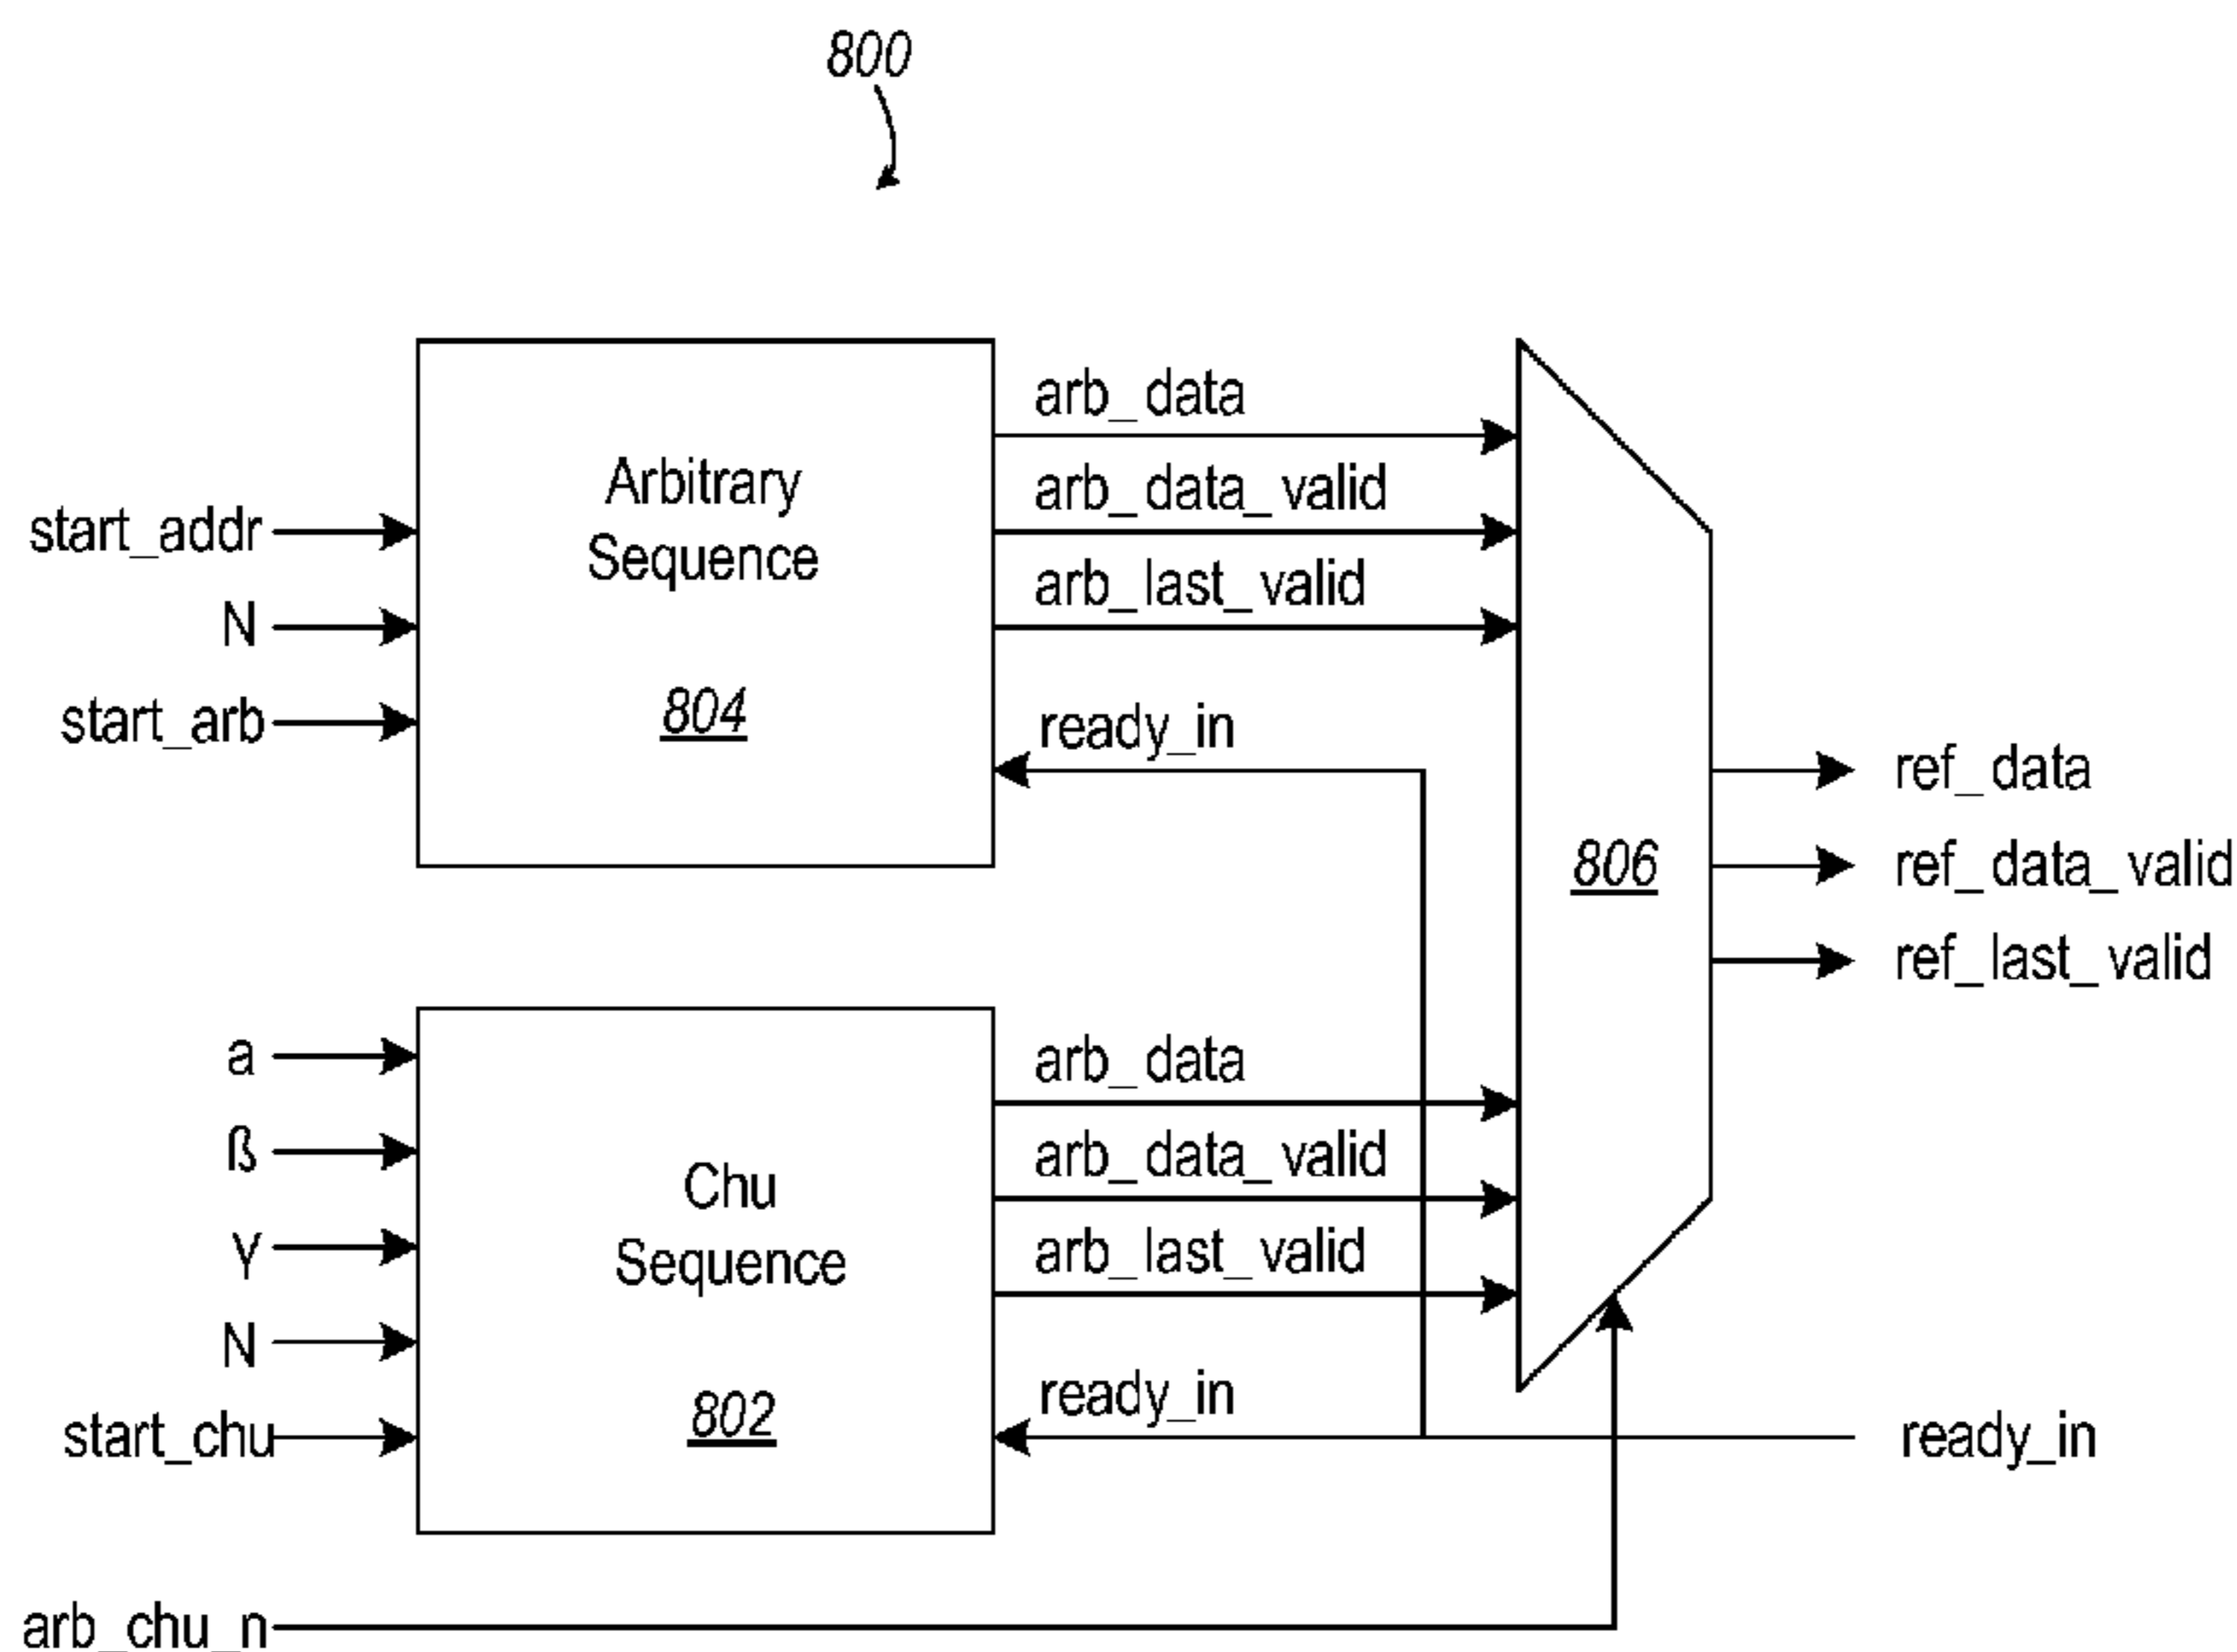 800
arb_data
Arbitrary
arb_data_valid
start_addr
Sequence
arb_last_valid
N
start_arb
804
ready_in
ref_data
806
ref_data_valid
ref_last_valid
a
arb_data
ß
arb_data_valid
Chu
γ
Sequence
arb_last_valid
N
ready_in
start_chu
802
ready_in
arb_chu_n